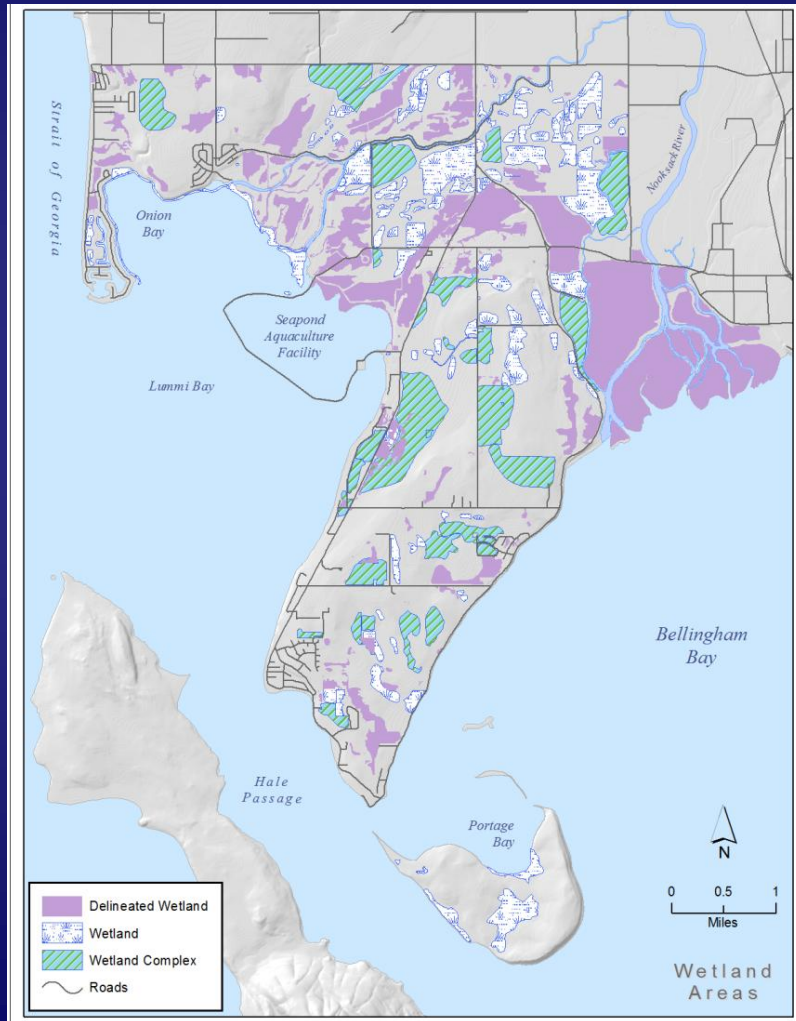 Strait of Georgia
Nooksack River
Onion
Bay
Seapond
Aquaculture
Facility
Lummi Bay
Bellingham
Bay
Hale
Passage
Portage
Bay
N
0 0.5 1
Miles
Delineated Wetland
Wetland
Wetland Complex
Roads
Wetland
Areas